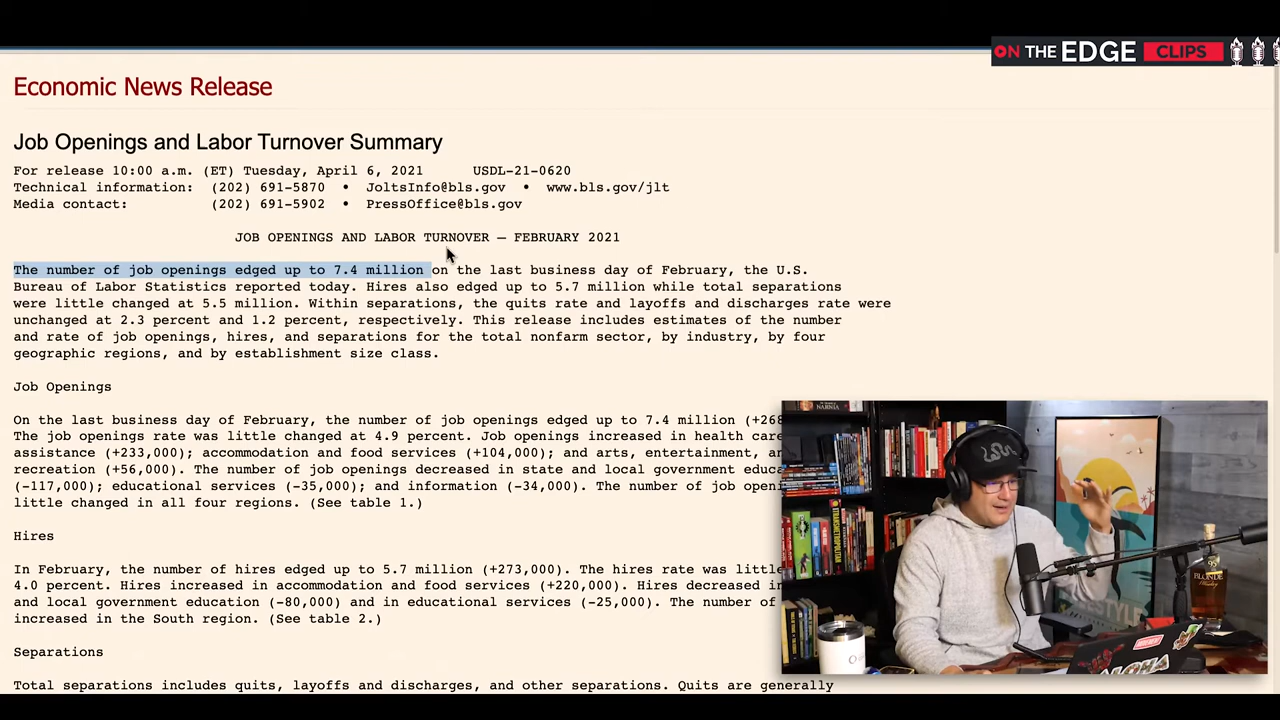 ON THE EDGE CLIPS
Economic News Release
Job Openings and Labor Turnover Summary
For release 10:00 a.m. (ET) Tuesday, April 6, 2021 USDL-21-0620
Technical information: (202) 691-5870 • JoltsInfo@bls.gov • www.bls.gov/jlt
Media contact: (202) 691-5902 • PressOffice@bls.gov
JOB OPENINGS AND LABOR TURNOVER — FEBRUARY 2021
The number of job openings edged up to 7.4 million on the last business day of February, the U.S.
Bureau of Labor Statistics reported today. Hires also edged up to 5.7 million while total separations
were little changed at 5.5 million. Within separations, the quits rate and layoffs and discharges rate were
unchanged at 2.3 percent and 1.2 percent, respectively. This release includes estimates of the number
and rate of job openings, hires, and separations for the total nonfarm sector, by industry, by four
geographic regions, and by establishment size class.
Job Openings
On the last business day of February, the number of job openings edged up to 7.4 million (+268
The job openings rate was little changed at 4.9 percent. Job openings increased in health care
assistance (+233,000); accommodation and food services (+104,000); and arts, entertainment, an
recreation (+56,000). The number of job openings decreased in state and local government educa
(-117,000); educational services (-35,000); and information (-34,000). The number of job openi
little changed in all four regions. (See table 1.)
Hires
In February, the number of hires edged up to 5.7 million (+273,000). The hires rate was little
4.0 percent. Hires increased in accommodation and food services (+220,000). Hires decreased in
and local government education (-80,000) and in educational services (-25,000). The number of
increased in the South region. (See table 2.)
Separations
Total separations includes quits, layoffs and discharges, and other separations. Quits are generally
NARNIA
TRANSMETROPOLITAN
BLONDE
ALOHA